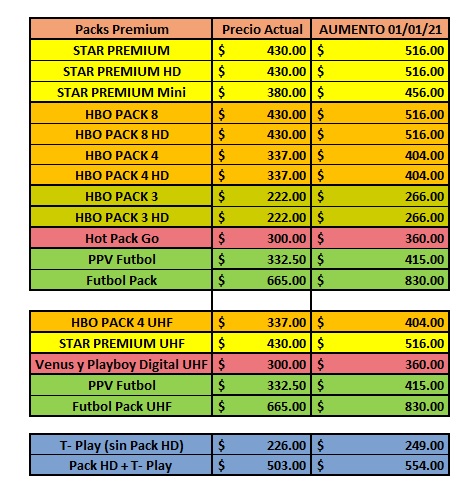 Packs Premium Precio Actual AUMENTO 01/01/21
STAR PREMIUM $ 430.00 $ 516.00
STAR PREMIUM HD $ 430.00 $ 516.00
STAR PREMIUM Mini $ 380.00 $ 456.00
HBO PACK 8 $ 430.00 $ 516.00
HBO PACK 8 HD $ 430.00 $ 516.00
HBO PACK 4 $ 337.00 $ 404.00
HBO PACK 4 HD $ 337.00 $ 404.00
HBO PACK 3 $ 222.00 $ 266.00
HBO PACK 3 HD $ 222.00 $ 266.00
Hot Pack Go $ 300.00 $ 360.00
PPV Futbol $ 332.50 $ 415.00
Futbol Pack $ 665.00 $ 830.00
HBO PACK 4 UHF $ 337.00 $ 404.00
STAR PREMIUM UHF $ 430.00 $ 516.00
Venus y Playboy Digital UHF $ 300.00 $ 360.00
PPV Futbol $ 332.50 $ 415.00
Futbol Pack UHF $ 665.00 $ 830.00
T- Play (sin Pack HD) $ 226.00 $ 249.00
Pack HD + T- Play $ 503.00 $ 554.00